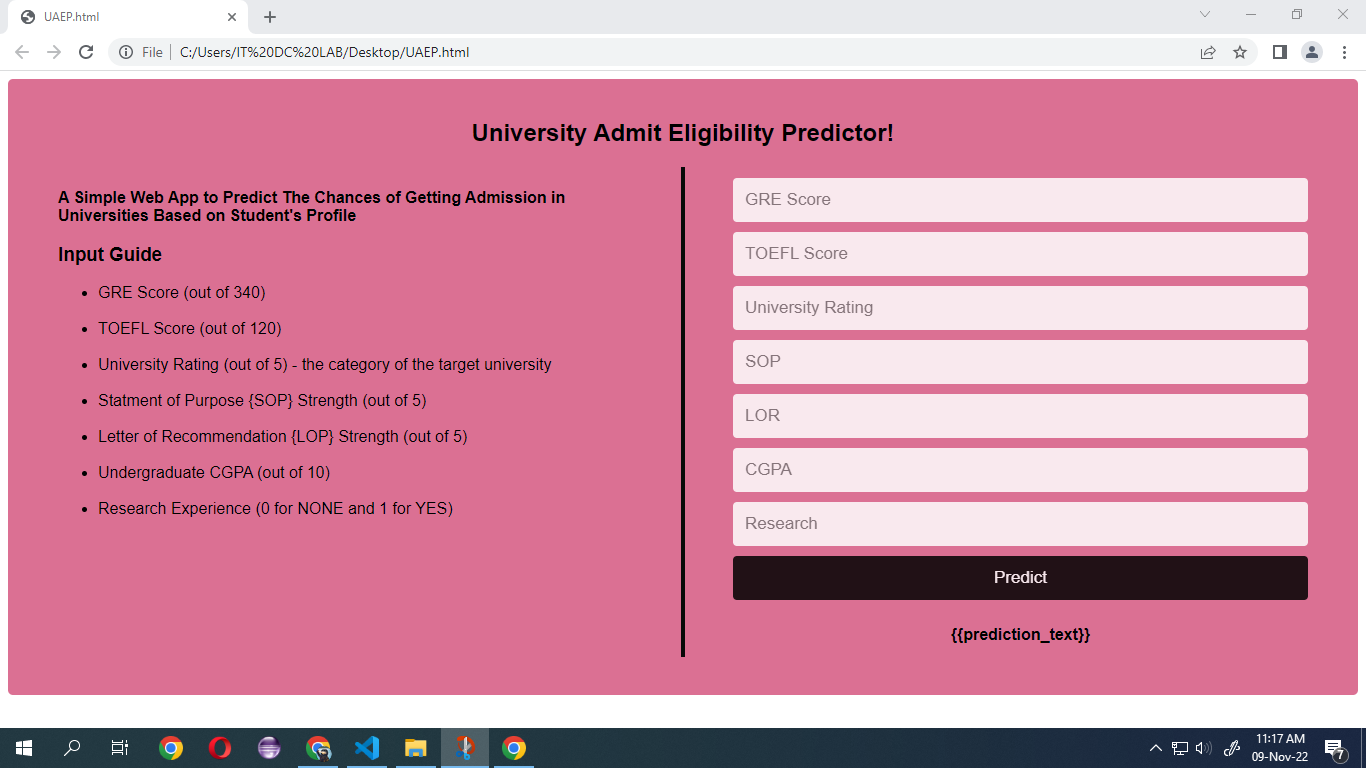 UAEP.html
File
C:/Users/IT%20DC%20LAB/Desktop/UAEP.html
University Admit Eligibility Predictor!
A Simple Web App to Predict The Chances of Getting Admission in
Universities Based on Student's Profile
Input Guide
GRE Score (out of 340)
TOEFL Score (out of 120)
University Rating (out of 5) - the category of the target university
Statment of Purpose {SOP} Strength (out of 5)
Letter of Recommendation {LOP} Strength (out of 5)
Undergraduate CGPA (out of 10)
Research Experience (0 for NONE and 1 for YES)
GRE Score
TOEFL Score
University Rating
SOP
LOR
CGPA
Research
Predict
{{prediction_text}}
11:17 AM
09-Nov-22
7